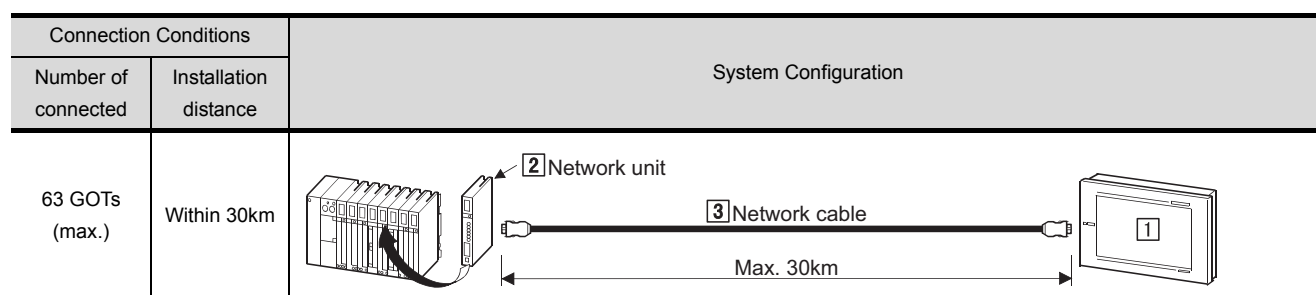 Connection Conditions
Number of
connected
Installation
distance
System Configuration
63 GOTs
(max.)
Within 30km
2 Network unit
3 Network cable
1
Max. 30km